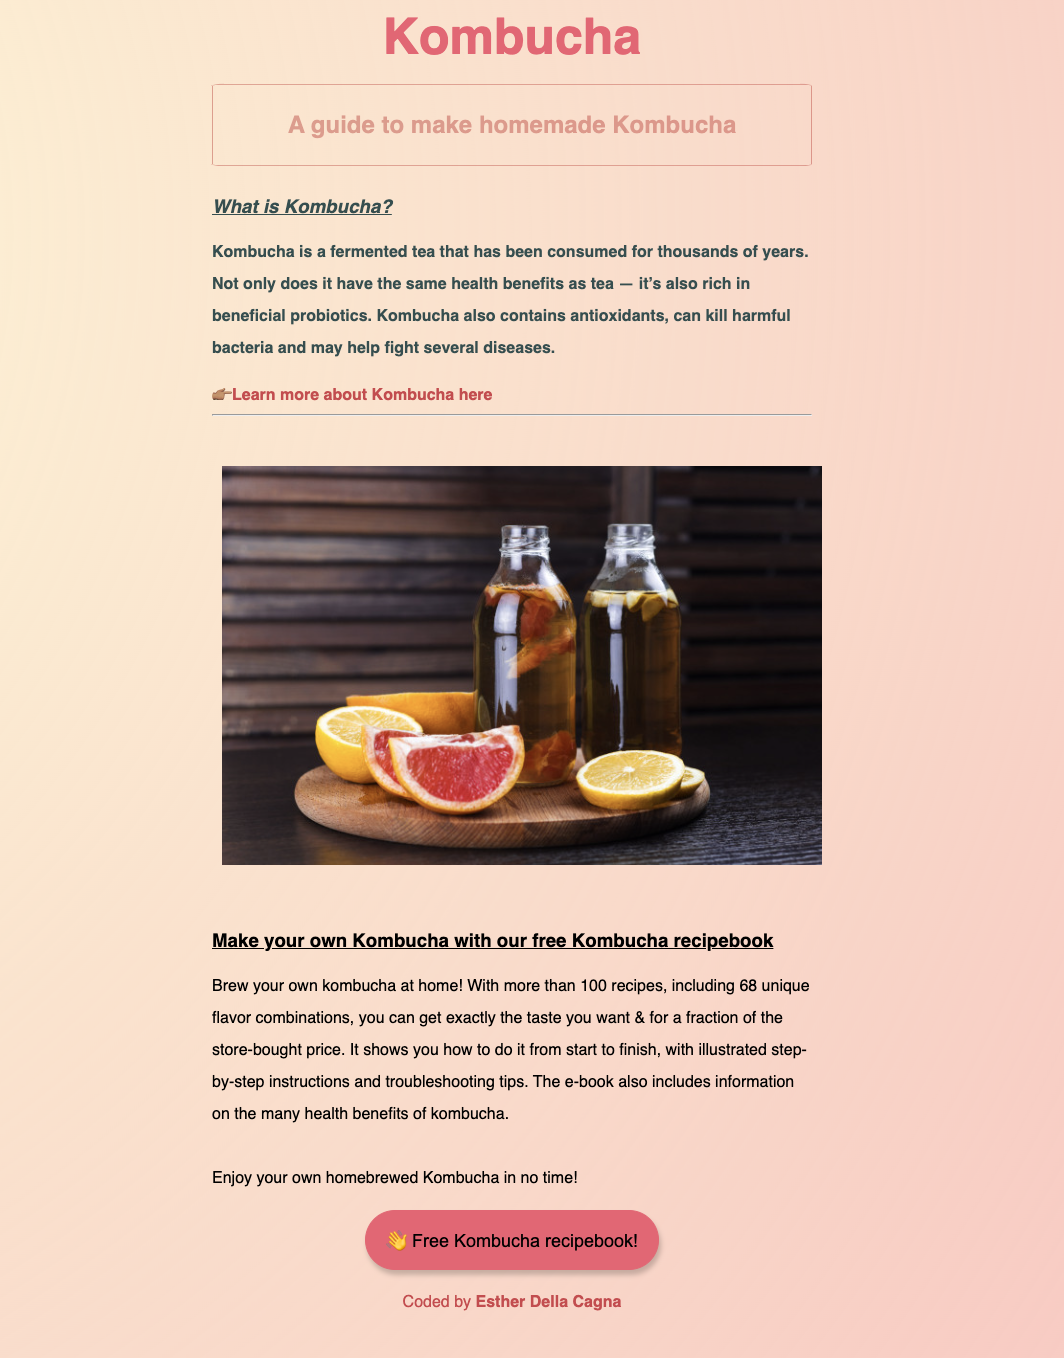 Kombucha
A guide to make homemade Kombucha
What is Kombucha?
Kombucha is a fermented tea that has been consumed for thousands of years.
Not only does it have the same health benefits as tea — it’s also rich in
beneficial probiotics. Kombucha also contains antioxidants, can kill harmful
bacteria and may help fight several diseases.
👉🏽Learn more about Kombucha here
Make your own Kombucha with our free Kombucha recipebook
Brew your own kombucha at home! With more than 100 recipes, including 68 unique
flavor combinations, you can get exactly the taste you want & for a fraction of the
store-bought price. It shows you how to do it from start to finish, with illustrated step-
by-step instructions and troubleshooting tips. The e-book also includes information
on the many health benefits of kombucha.
Enjoy your own homebrewed Kombucha in no time!
👋 Free Kombucha recipebook!
Coded by Esther Della Cagna